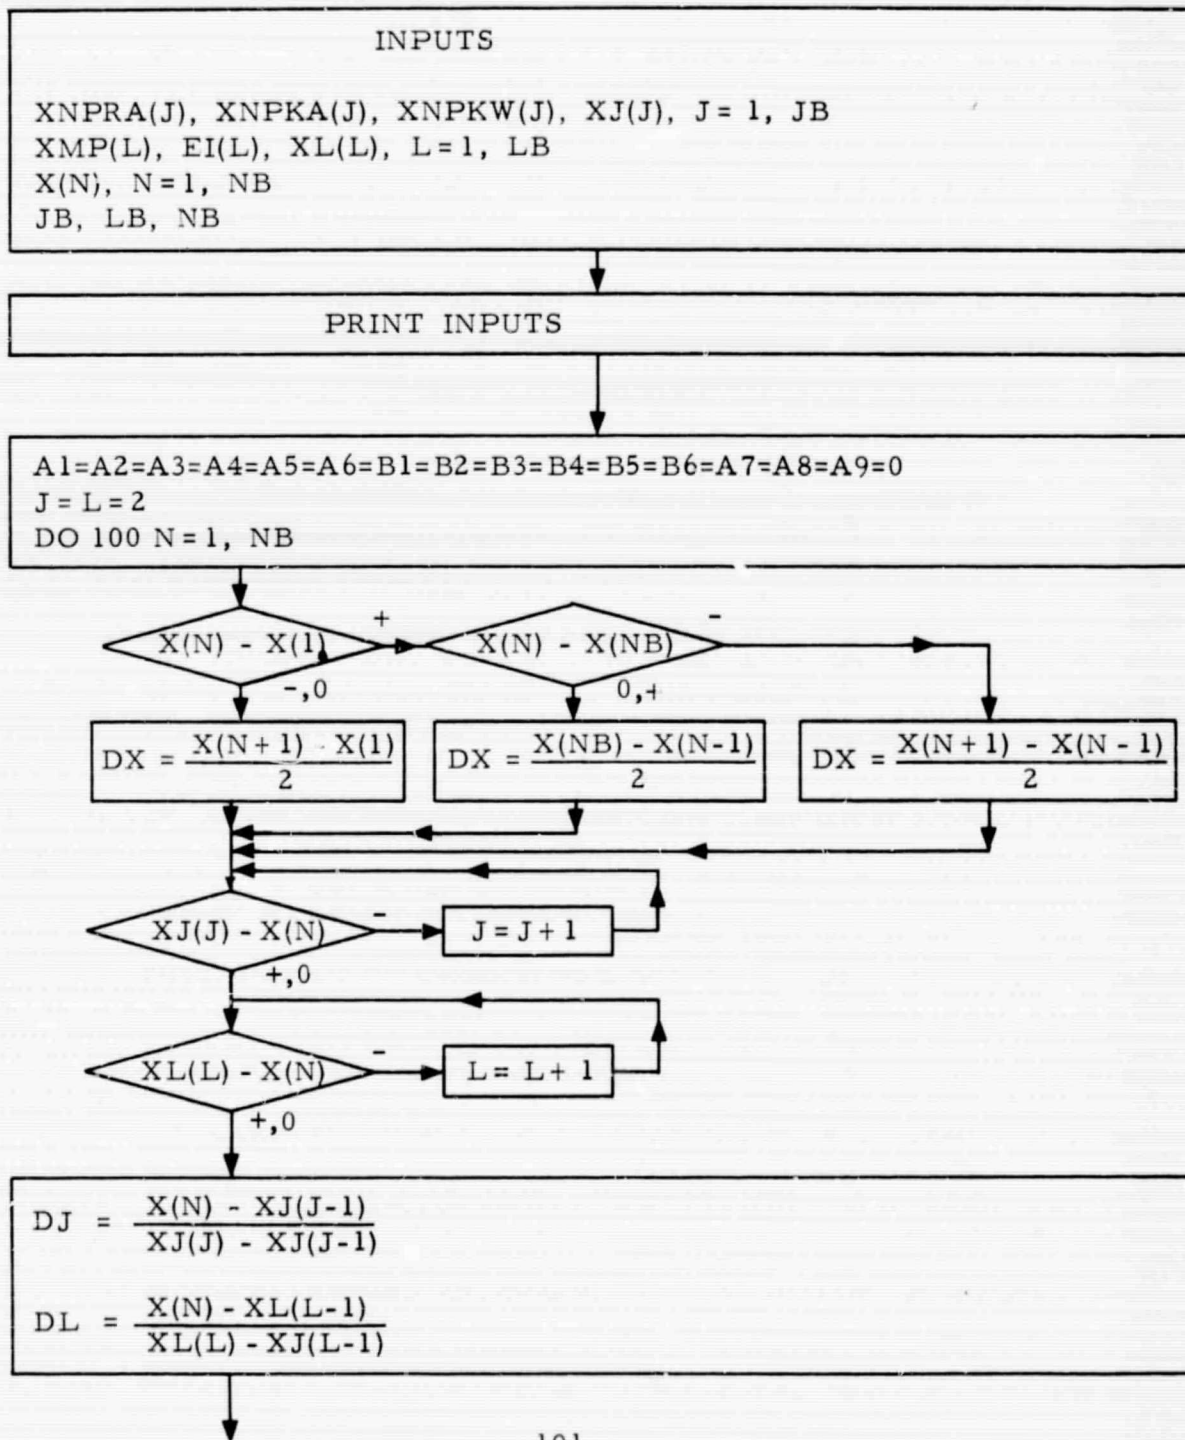 INPUTS
XNPRA(J), XNPKA(J), XNPKW(J), XJ(J), J = 1, JB
XMP(L), EI(L), XL(L), L = 1, LB
X(N), N = 1, NB
JB, LB, NB
PRINT INPUTS
A1=A2=A3=A4=A5=A6=B1=B2=B3=B4=B5=B6=A7=A8=A9=0
J = L = 2
DO 100 N = 1, NB
X(N) - X(1)
+
X(N) - X(NB)
-
-,0
0,+
DX = X(N+1) - X(1) / 2
DX = X(NB) - X(N-1) / 2
DX = X(N+1) - X(N-1) / 2
XJ(J) - X(N)
-
J = J + 1
+,0
XL(L) - X(N)
-
L = L + 1
+,0
DJ = X(N) - XJ(J-1) / XJ(J) - XJ(J-1)
DL = X(N) - XL(L-1) / XL(L) - XJ(L-1)